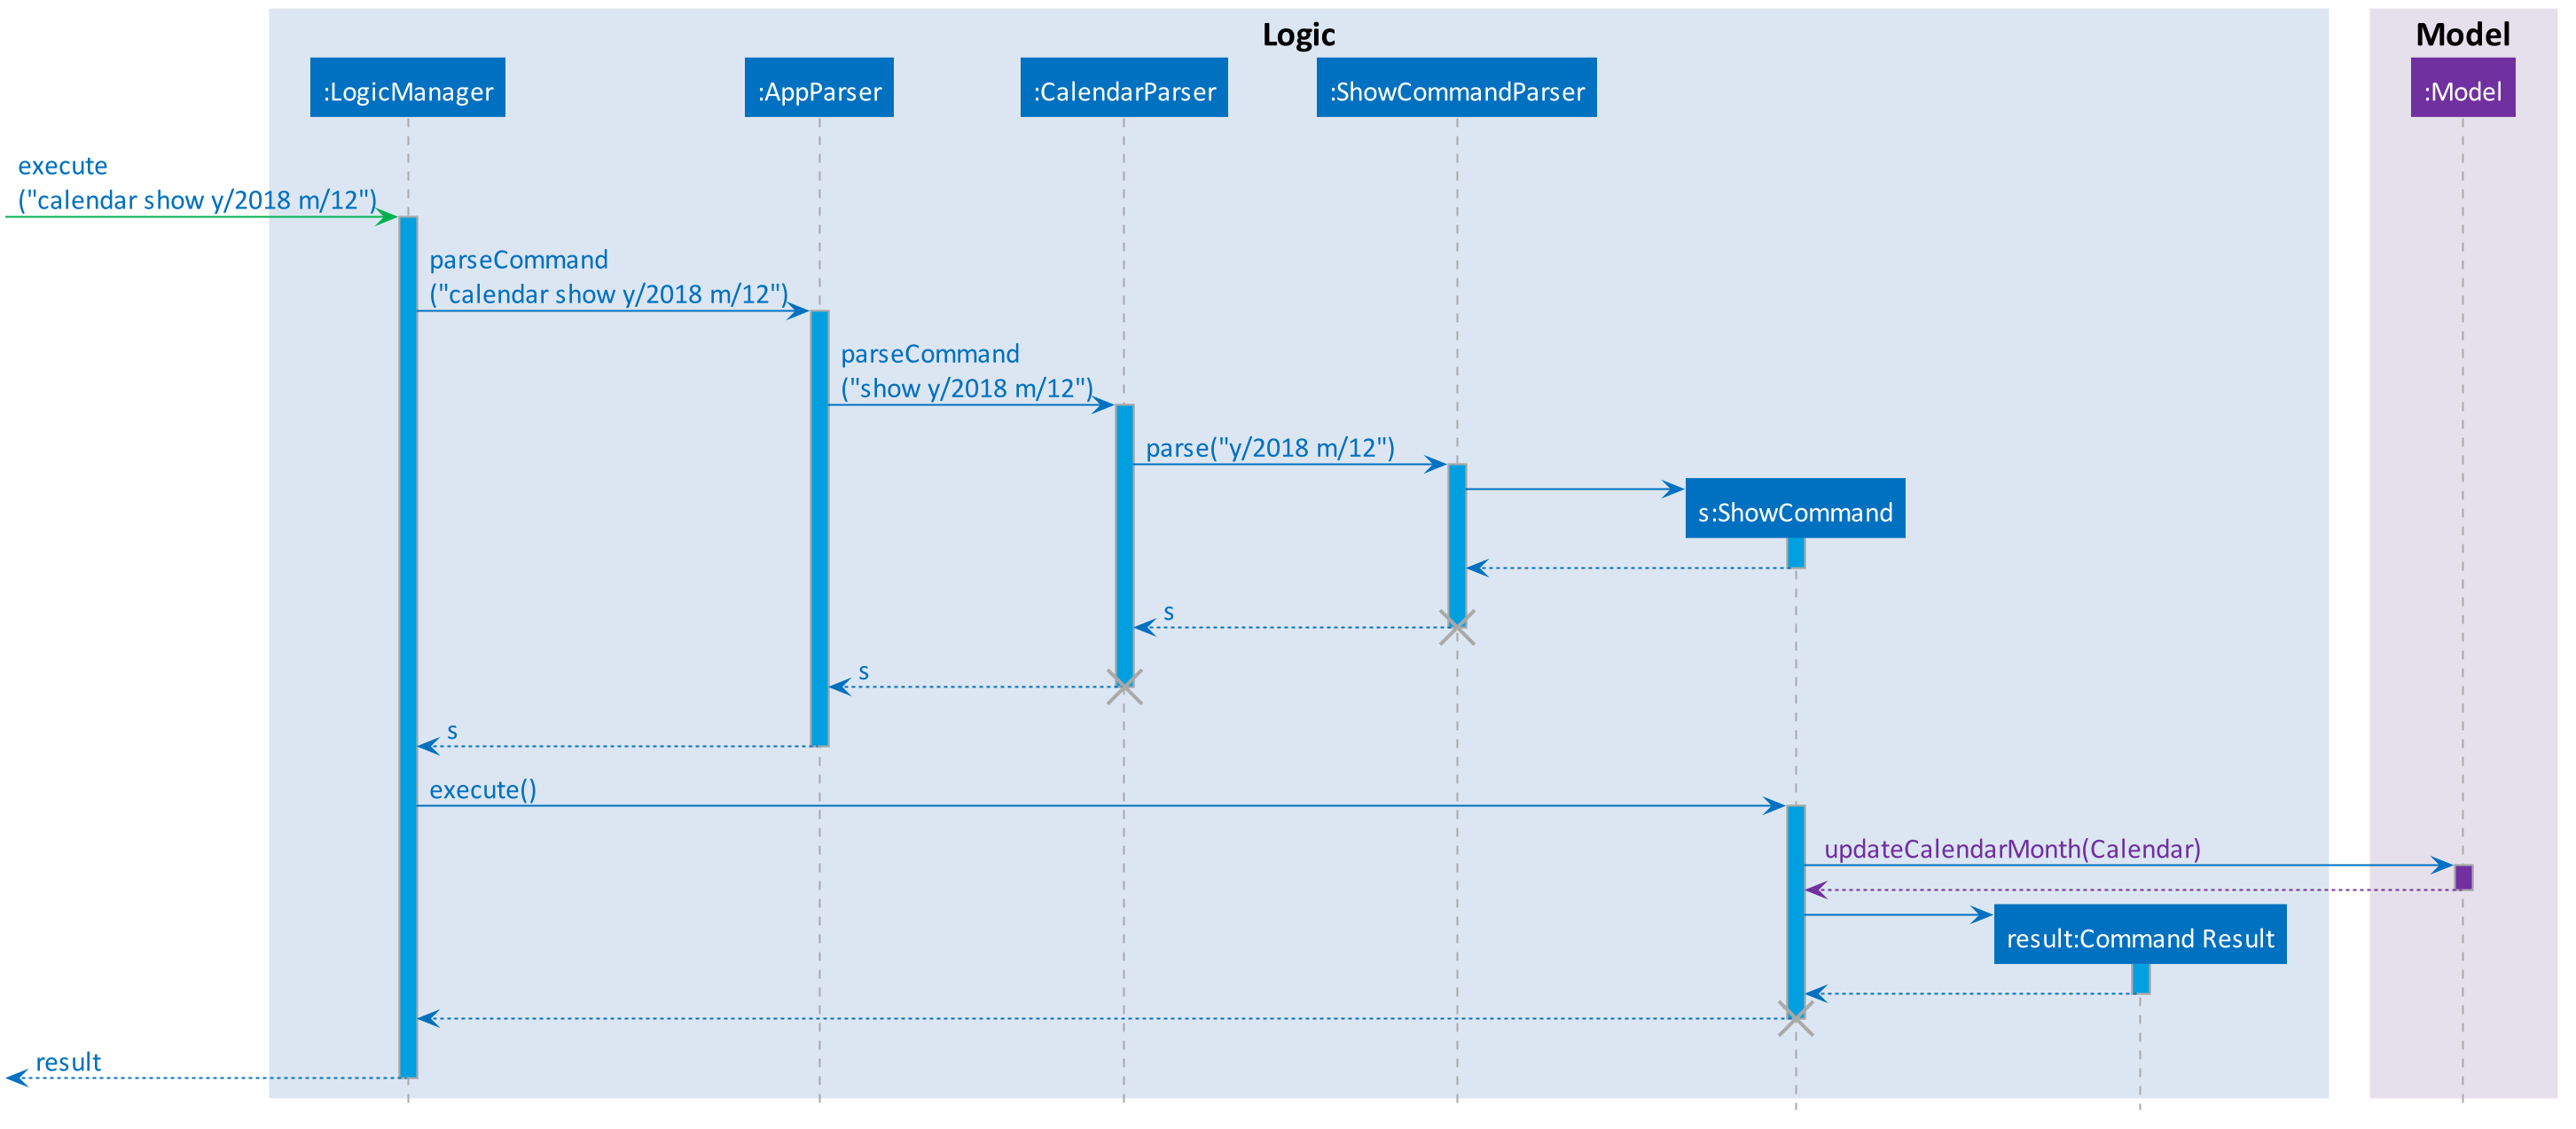 Logic
Model
:LogicManager
:AppParser
:CalendarParser
:ShowCommandParser
:Model
execute
("calendar show y/2018 m/12")
parseCommand
("calendar show y/2018 m/12")
parseCommand
("show y/2018 m/12")
parse("y/2018 m/12")
s:ShowCommand
s
s
s
execute()
updateCalendarMonth(Calendar)
result:Command Result
result